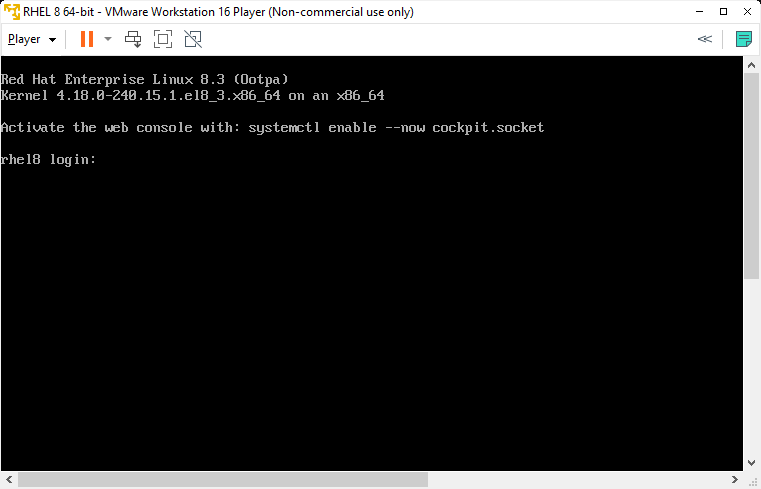 RHEL 8 64-bit - VMware Workstation 16 Player (Non-commercial use only)
Player
Red Hat Enterprise Linux 8.3 (Ootpa)
Kernel 4.18.0-240.15.1.el8_3.x86_64 on an x86_64
Activate the web console with: systemctl enable --now cockpit.socket
rhel8 login: